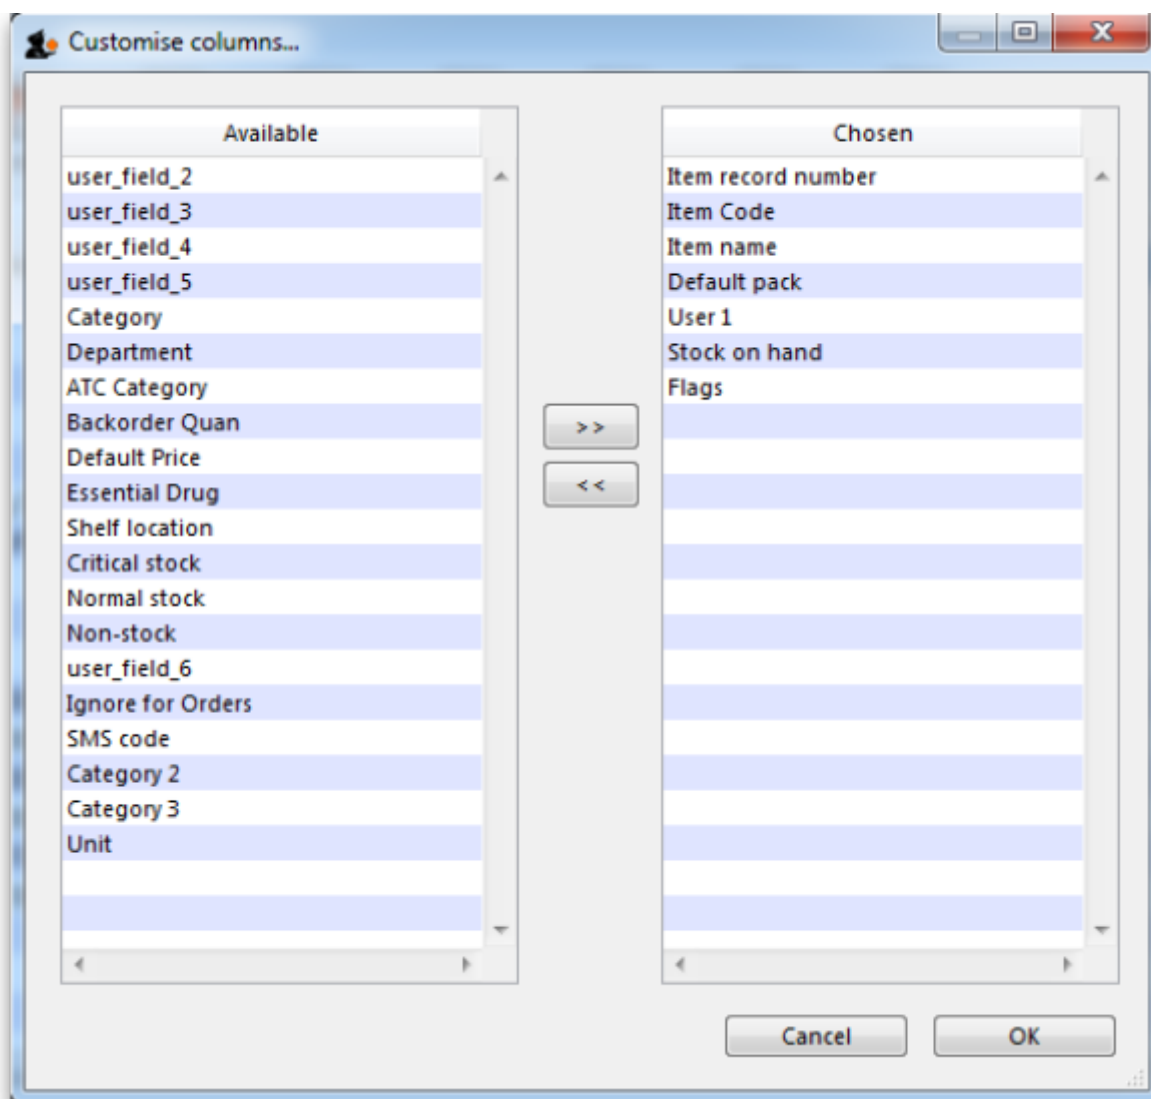 Customise columns...
Available
user_field_2
user_field_3
user_field_4
user_field_5
Category
Department
ATC Category
Backorder Quan
Default Price
Essential Drug
Shelf location
Critical stock
Normal stock
Non-stock
user_field_6
Ignore for Orders
SMS code
Category 2
Category 3
Unit
>>
<<
Chosen
Item record number
Item Code
Item name
Default pack
User 1
Stock on hand
Flags
Cancel
OK